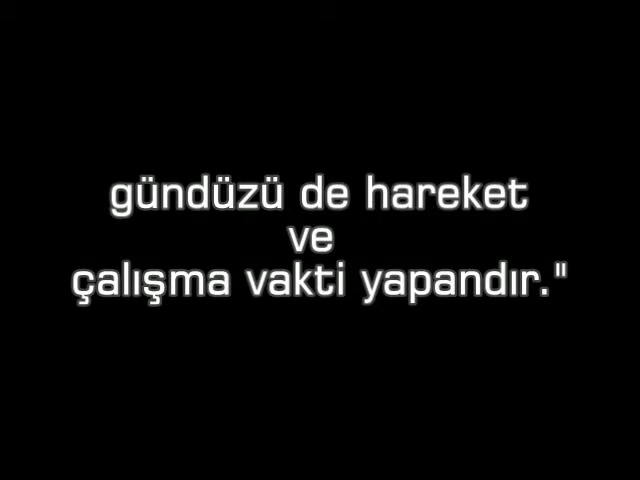 gündüzü de hareket
ve
çalışma vakti yapandır."